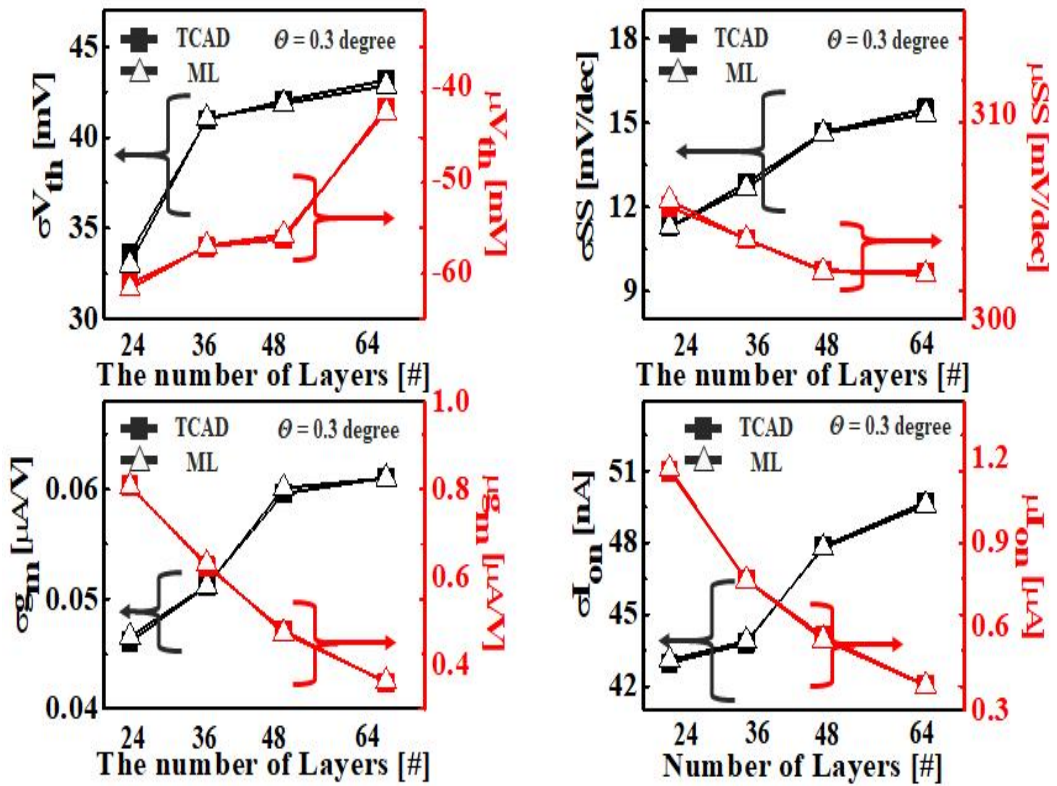 TCAD
ML
Θ = 0.3 degree
σVth [mV]
45
40
35
30
μVth [mV]
-40
-50
-60
24 36 48 64
The number of Layers [#]
TCAD
ML
Θ = 0.3 degree
σSS [mV/dec]
18
15
12
9
μSS [mV/dec]
310
300
24 36 48 64
The number of Layers [#]
TCAD
ML
Θ = 0.3 degree
σgm [μA/V]
0.06
0.05
0.04
μgm [μA/V]
1.0
0.8
0.6
0.4
24 36 48 64
The number of Layers [#]
TCAD
ML
Θ = 0.3 degree
σIon [nA]
51
48
45
42
μIon [μA]
1.2
0.9
0.6
0.3
24 36 48 64
Number of Layers [#]